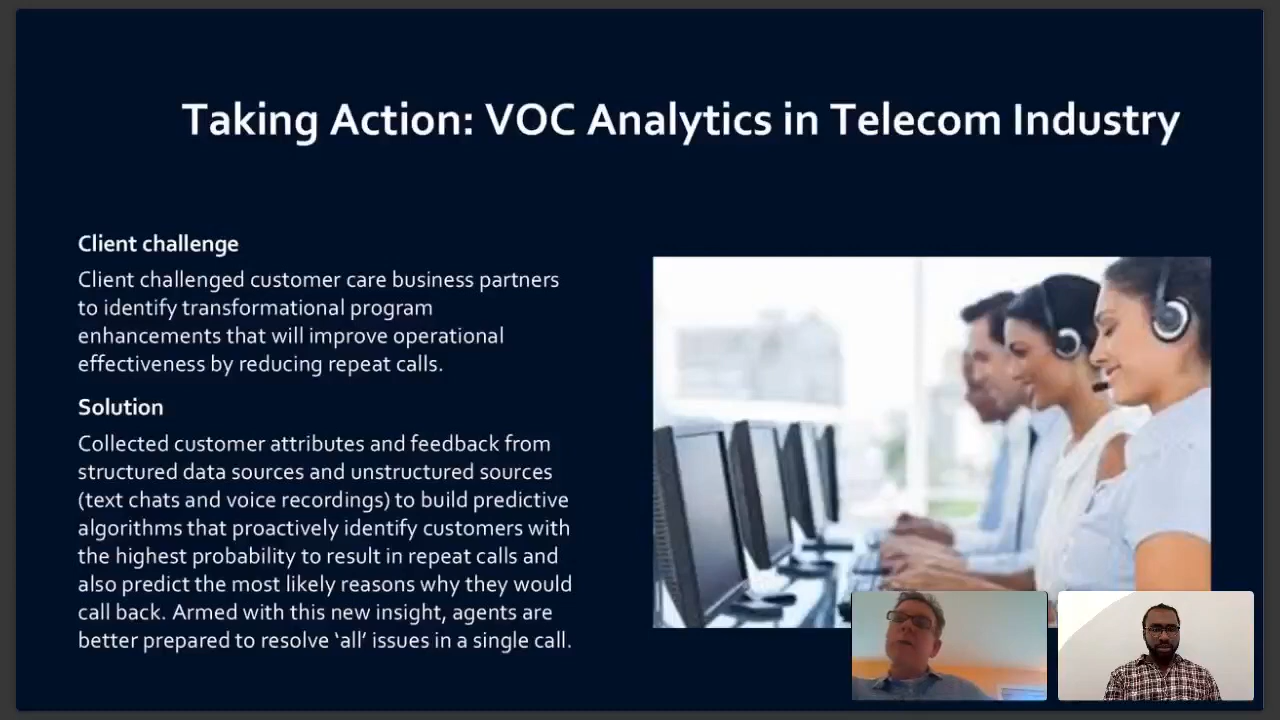 Taking Action: VOC Analytics in Telecom Industry
Client challenge
Client challenged customer care business partners
to identify transformational program
enhancements that will improve operational
effectiveness by reducing repeat calls.
Solution
Collected customer attributes and feedback from
structured data sources and unstructured sources
(text chats and voice recordings) to build predictive
algorithms that proactively identify customers with
the highest probability to result in repeat calls and
also predict the most likely reasons why they would
call back. Armed with this new insight, agents are
better prepared to resolve ‘all’ issues in a single call.